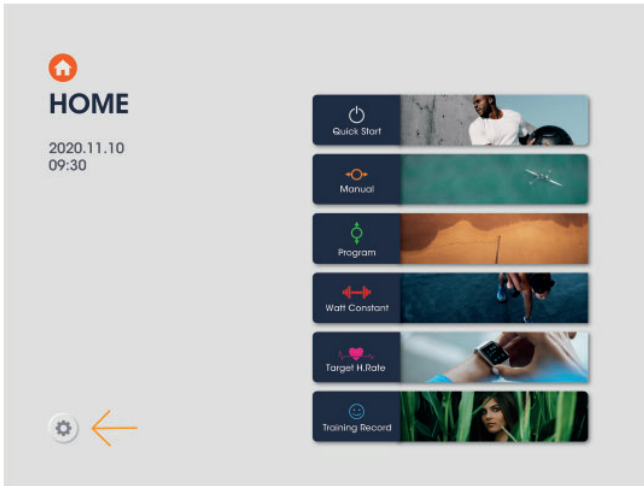 HOME
2020.11.10
09:30
Quick Start
Manual
Program
Watt Constant
Target H.Rate
Training Record